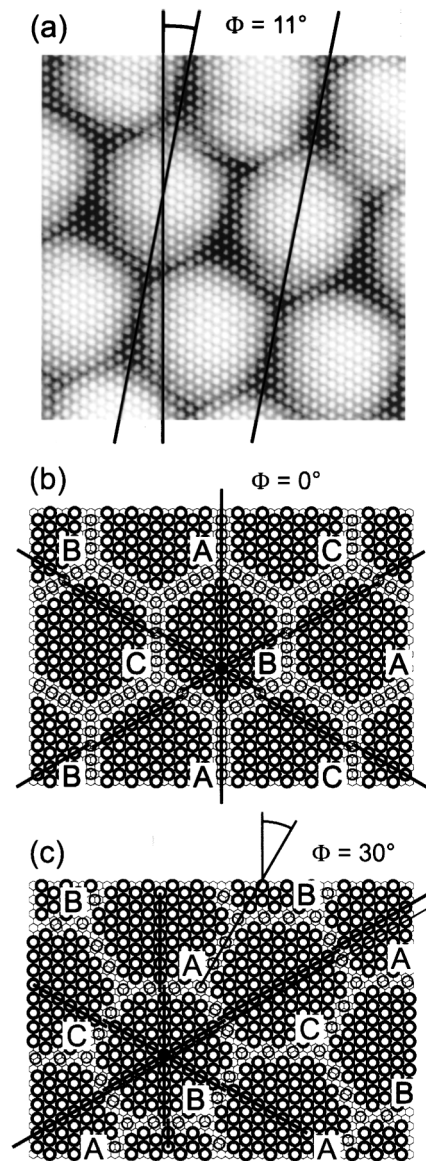 (a)
Φ = 11°
(b)
Φ = 0°
B A C
C B A
B A C
(c)
Φ = 30°
B B
A A
C C
B B
A A